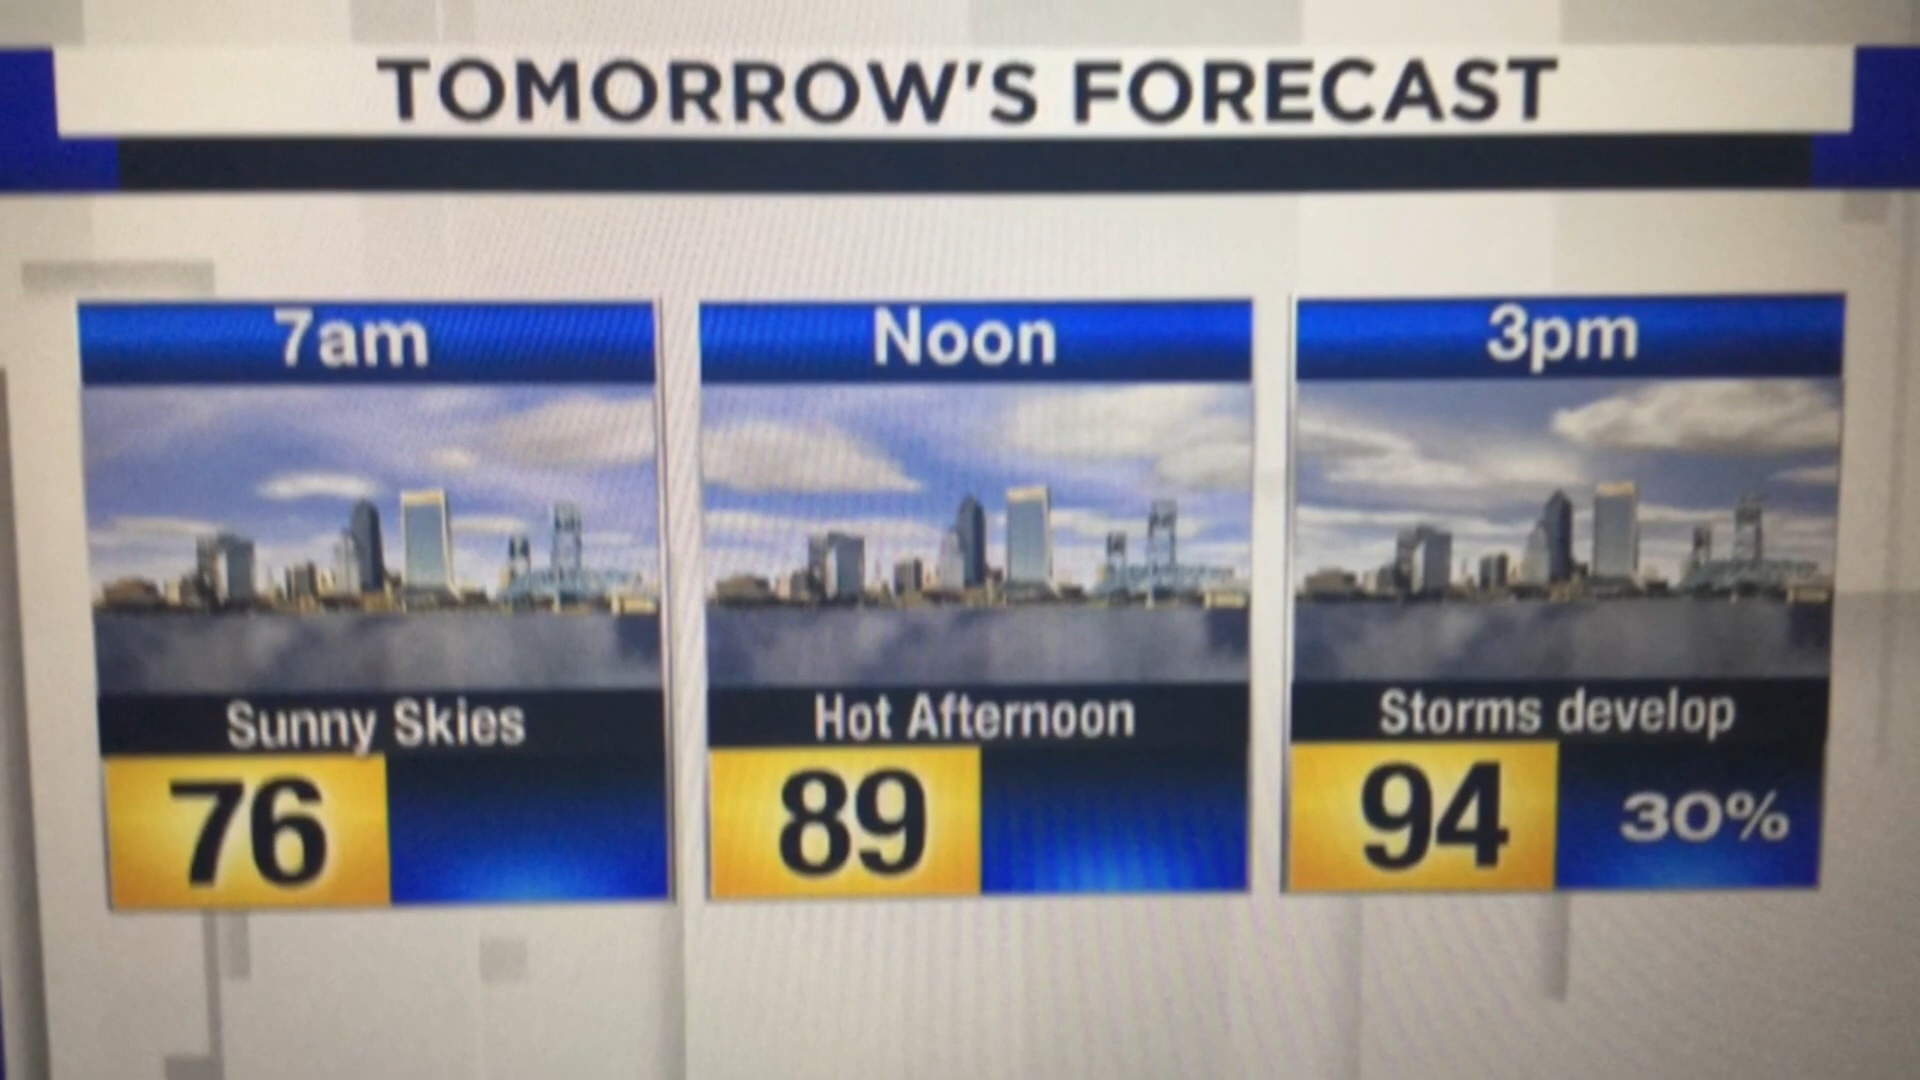 TOMORROW'S FORECAST
7am
Sunny Skies
76
Noon
Hot Afternoon
89
3pm
Storms develop
94 30%